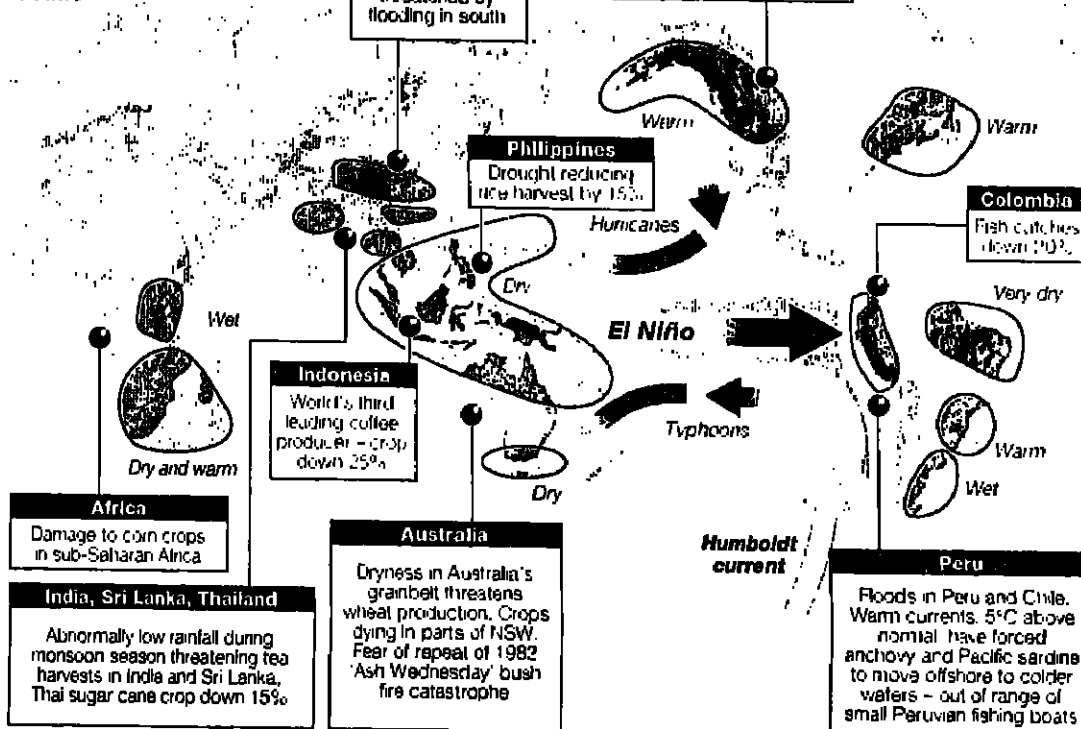 flooding in south
Warm
Warm
Philippines
Drought reducing
rice harvest by 15%
Hurricanes
Colombia
Fish catches
down 20%
Dry
Very dry
Wet
El Niño
Indonesia
World's third
leading coffee
producer – crop
down 25%
Typhoons
Dry and warm
Dry
Warm
Wet
Africa
Damage to corn crops
in sub-Saharan Africa
Australia
Dryness in Australia's
grainbelt threatens
wheat production. Crops
dying in parts of NSW.
Fear of repeat of 1982
'Ash Wednesday' bush
fire catastrophe
Humboldt
current
Peru
Floods in Peru and Chile.
Warm currents, 5°C above
normal, have forced
anchovy and Pacific sardine
to move offshore to colder
waters – out of range of
small Peruvian fishing boats
India, Sri Lanka, Thailand
Abnormally low rainfall during
monsoon season threatening tea
harvests in India and Sri Lanka,
Thai sugar cane crop down 15%